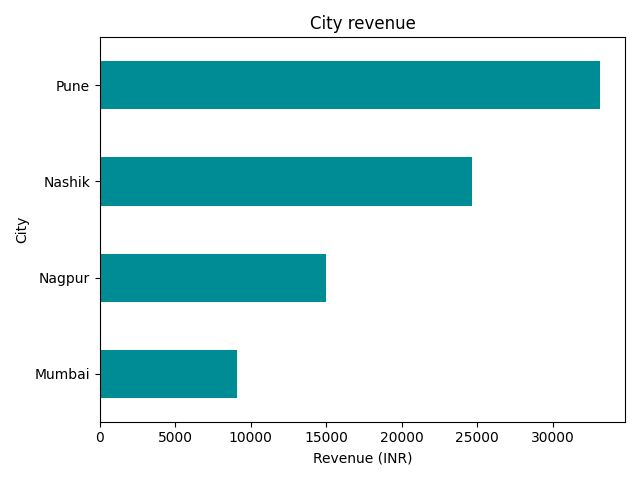 City revenue
Pune
Nashik
Nagpur
Mumbai
City
0 5000 10000 15000 20000 25000 30000
Revenue (INR)